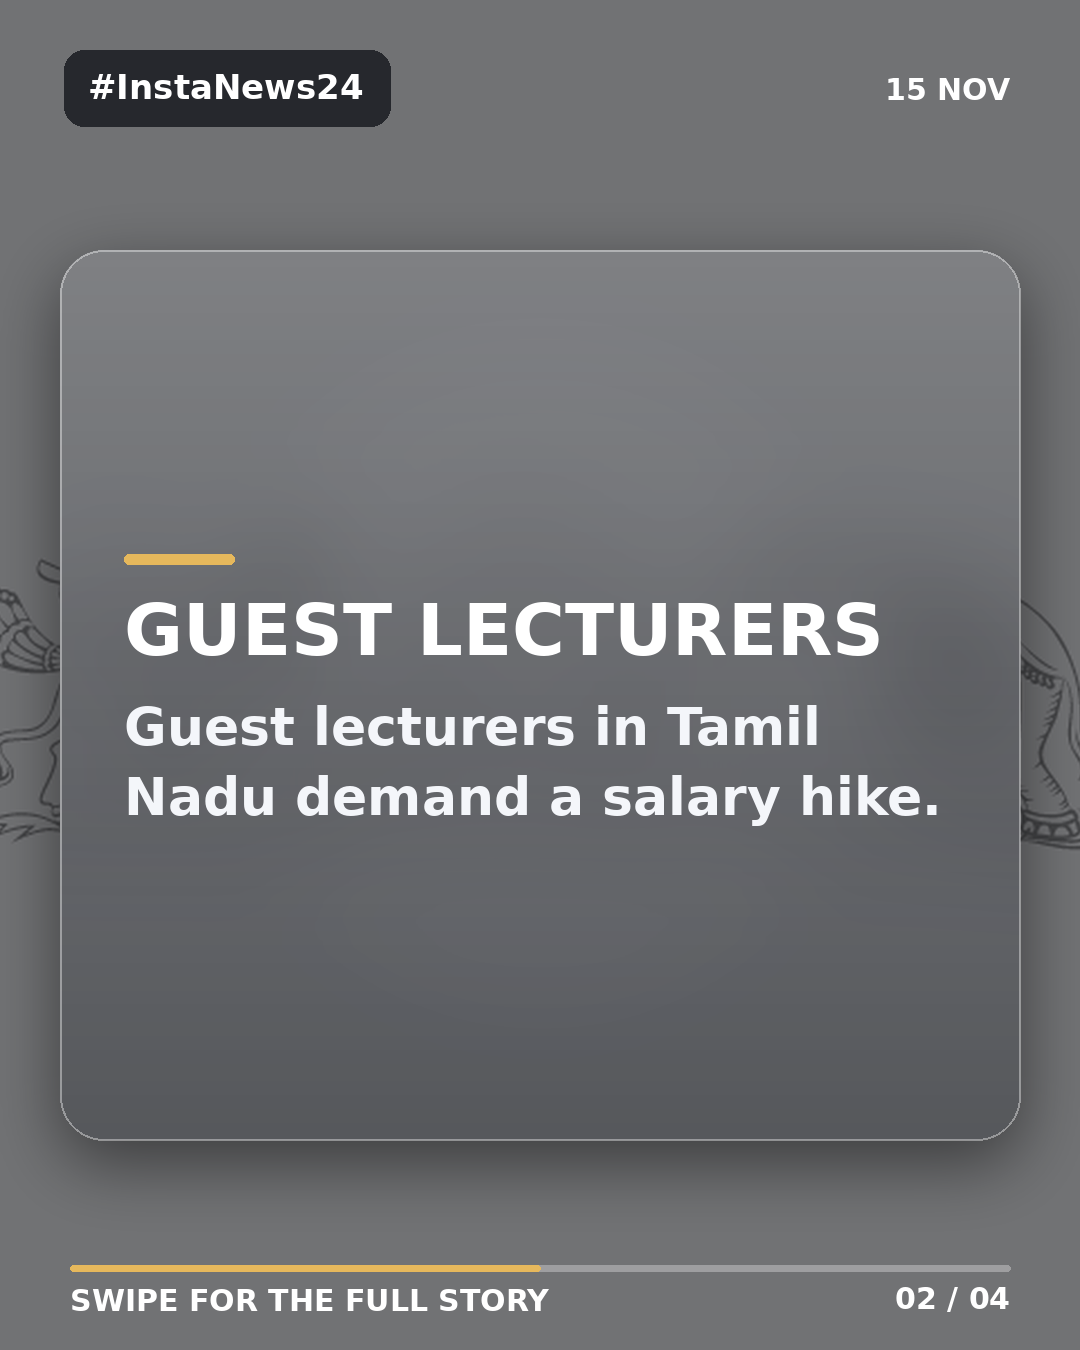 #InstaNews24
15 NOV
GUEST LECTURERS
Guest lecturers in Tamil
Nadu demand a salary hike.
SWIPE FOR THE FULL STORY
02 / 04